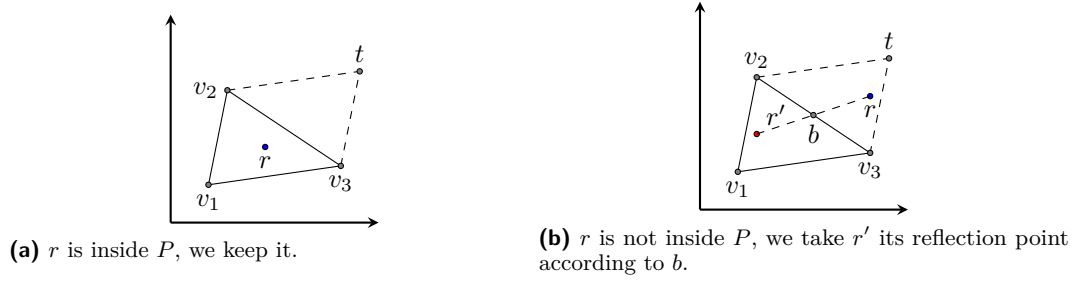 t
v₂
r
v₃
v₁
(a) r is inside P, we keep it.
t
v₂
r′
r
b
v₃
v₁
(b) r is not inside P, we take r′ its reflection point
according to b.